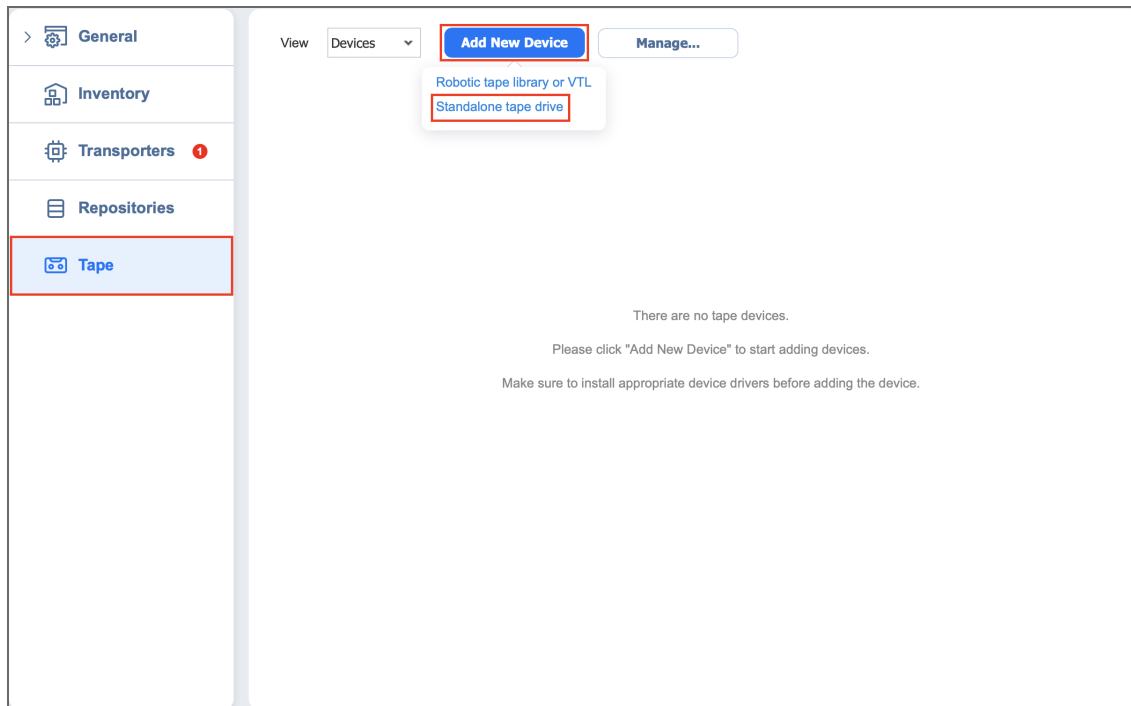 General
Inventory
Transporters 1
Repositories
Tape
View Devices Add New Device Manage...
Robotic tape library or VTL
Standalone tape drive
There are no tape devices.
Please click "Add New Device" to start adding devices.
Make sure to install appropriate device drivers before adding the device.